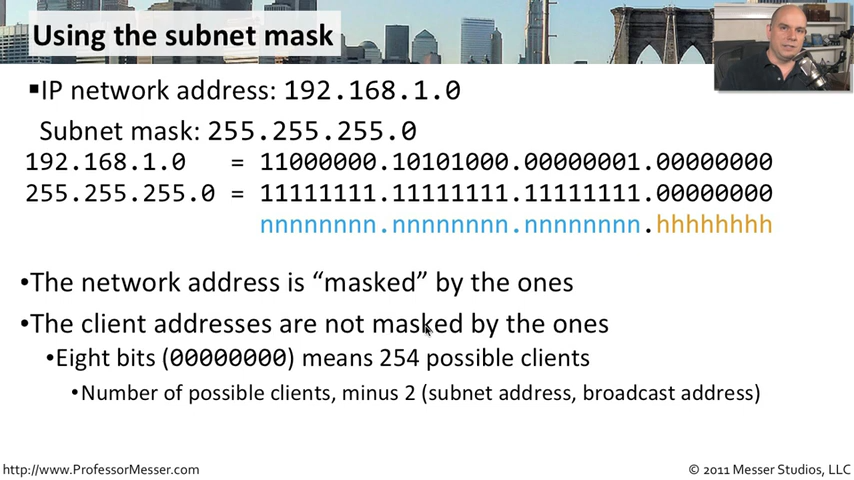 Using the subnet mask
▪IP network address: 192.168.1.0
Subnet mask: 255.255.255.0
192.168.1.0 = 11000000.10101000.00000001.00000000
255.255.255.0 = 11111111.11111111.11111111.00000000
nnnnnnnn.nnnnnnnn.nnnnnnnn.hhhhhhhh
•The network address is “masked” by the ones
•The client addresses are not masked by the ones
•Eight bits (00000000) means 254 possible clients
•Number of possible clients, minus 2 (subnet address, broadcast address)
http://www.ProfessorMesser.com
© 2011 Messer Studios, LLC